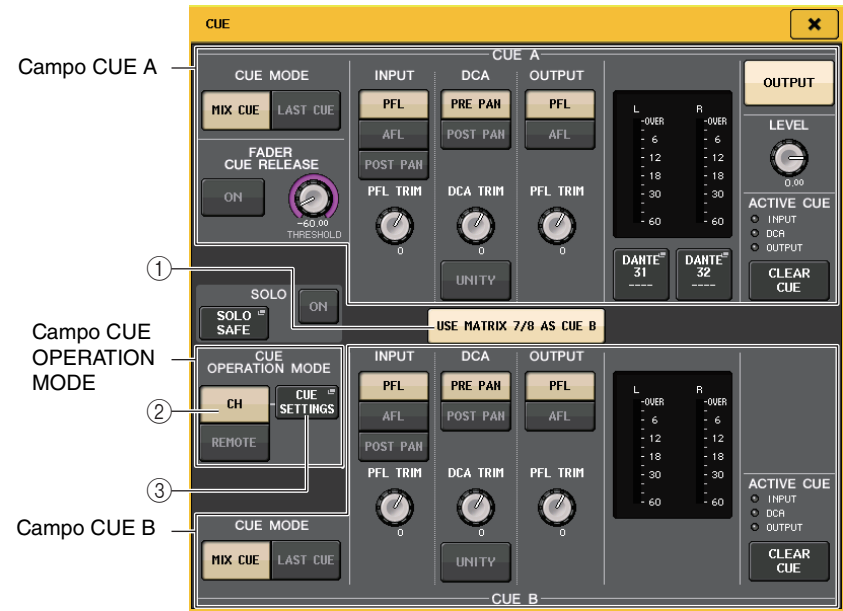 CUE
Campo CUE A
CUE A
CUE MODE
MIX CUE
LAST CUE
FADER
CUE RELEASE
ON
-60.00
THRESHOLD
INPUT
PFL
AFL
POST PAN
PFL TRIM
0
DCA
PRE PAN
POST PAN
DCA TRIM
0
UNITY
OUTPUT
PFL
AFL
PFL TRIM
0
L
R
-OVER
-OVER
- 6
- 6
- 12
- 12
- 18
- 18
- 30
- 30
- 60
- 60
DANTE
31
----
DANTE
32
----
OUTPUT
LEVEL
0.00
ACTIVE CUE
INPUT
DCA
OUTPUT
CLEAR
CUE
1
SOLO
SOLO
SAFE
ON
USE MATRIX 7/8 AS CUE B
Campo CUE
OPERATION
MODE
CUE
OPERATION MODE
2
CH
CUE
SETTINGS
REMOTE
3
Campo CUE B
CUE MODE
MIX CUE
LAST CUE
INPUT
PFL
AFL
POST PAN
PFL TRIM
0
DCA
PRE PAN
POST PAN
DCA TRIM
0
UNITY
OUTPUT
PFL
AFL
PFL TRIM
0
L
R
-OVER
-OVER
- 6
- 6
- 12
- 12
- 18
- 18
- 30
- 30
- 60
- 60
ACTIVE CUE
INPUT
DCA
OUTPUT
CLEAR
CUE
CUE B